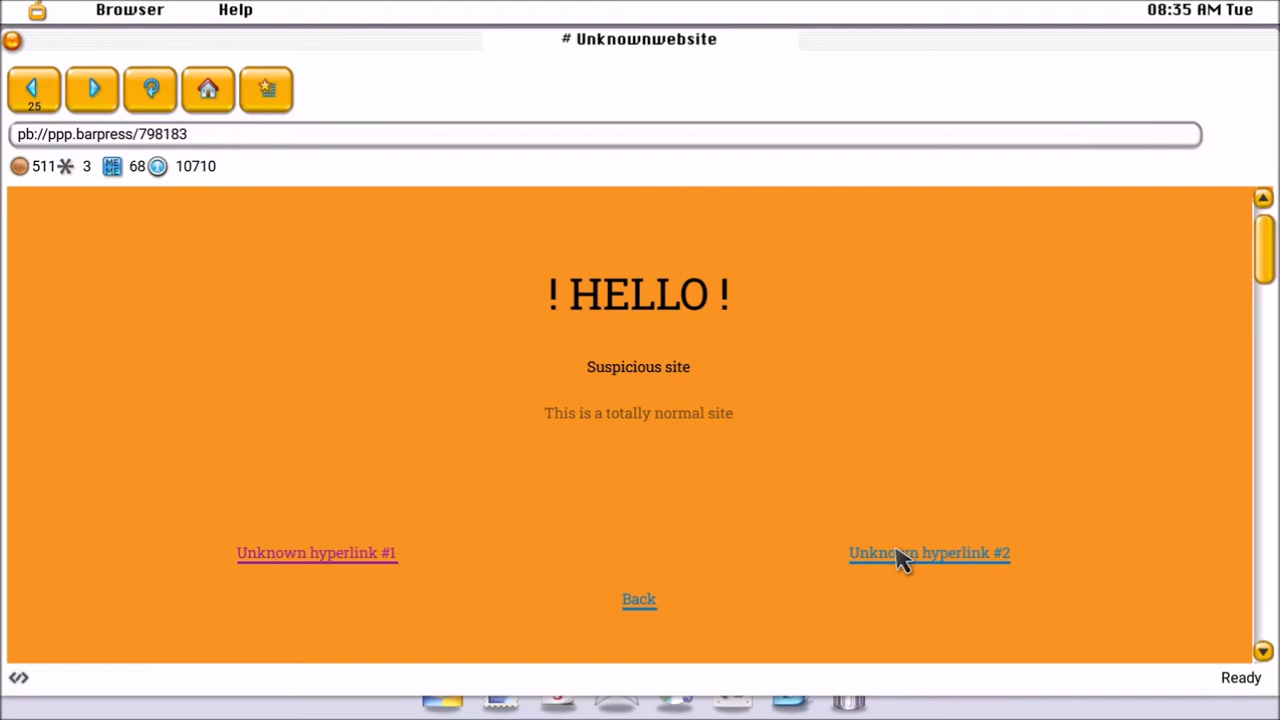 Browser Help 08:35 AM Tue
# Unknownwebsite
25
pb://ppp.barpress/798183
511 3 MEME 68 10710
! HELLO !
Suspicious site
This is a totally normal site
Unknown hyperlink #1 Unknown hyperlink #2
Back
Ready